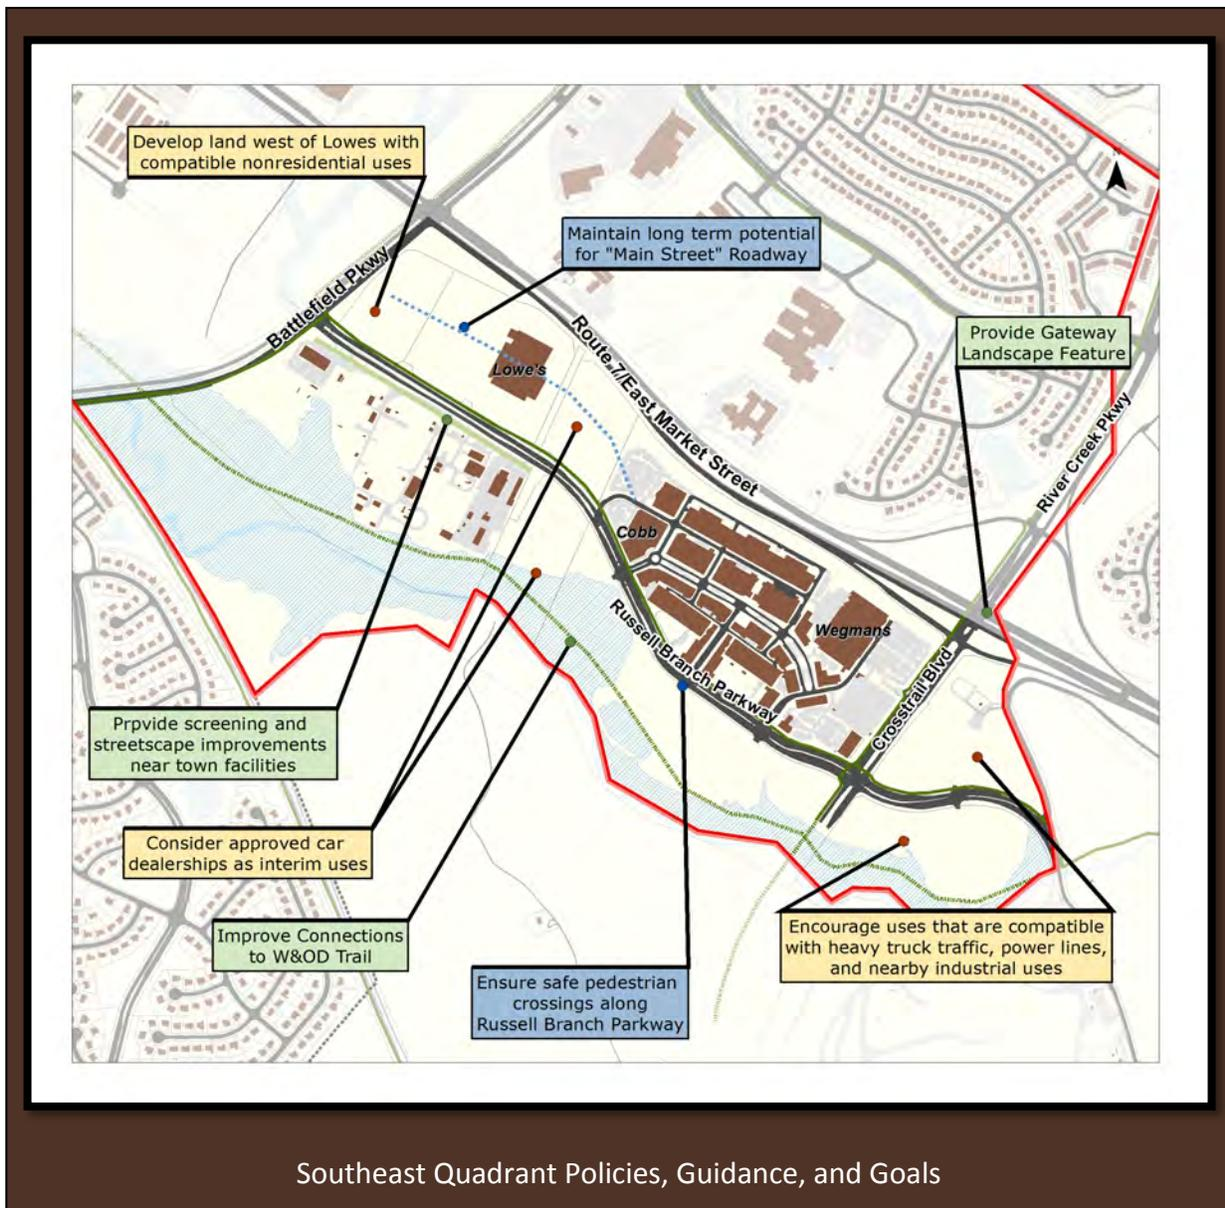 Develop land west of Lowes with
compatible nonresidential uses
Maintain long term potential
for "Main Street" Roadway
Battlefield Pkwy
Route 7/East Market Street
Provide Gateway
Landscape Feature
River Creek Pkwy
Lowe's
Cobb
Wegmans
Russell Branch Parkway
Crosstrail Blvd
Prpvide screening and
streetscape improvements
near town facilities
Consider approved car
dealerships as interim uses
Improve Connections
to W&OD Trail
Ensure safe pedestrian
crossings along
Russell Branch Parkway
Encourage uses that are compatible
with heavy truck traffic, power lines,
and nearby industrial uses
Southeast Quadrant Policies, Guidance, and Goals